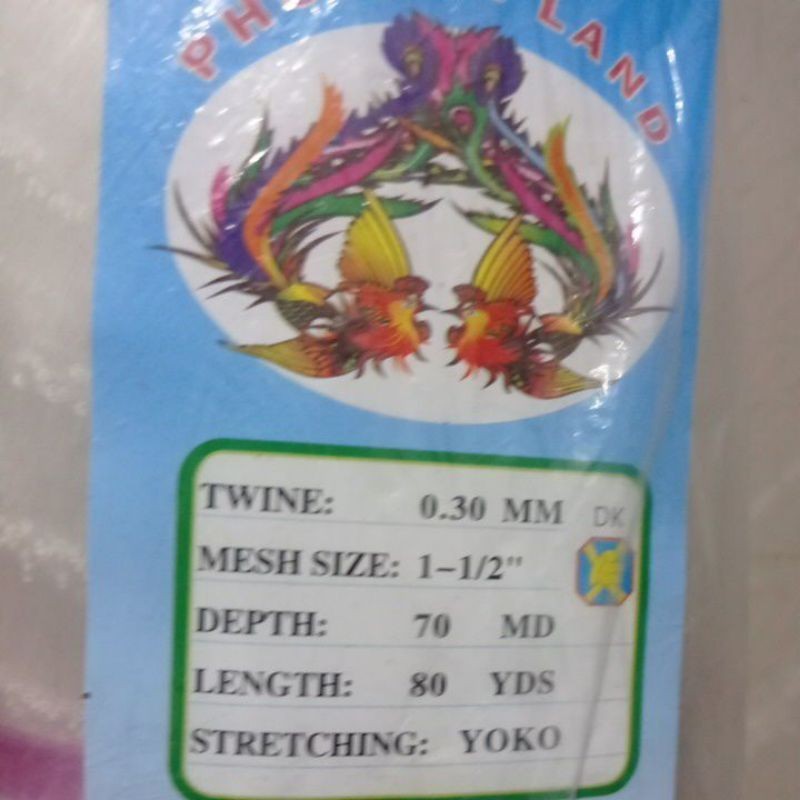 LAND
TWINE: 0.30 MM DK
MESH SIZE: 1-1/2"
DEPTH: 70 MD
LENGTH: 80 YDS
STRETCHING: YOKO